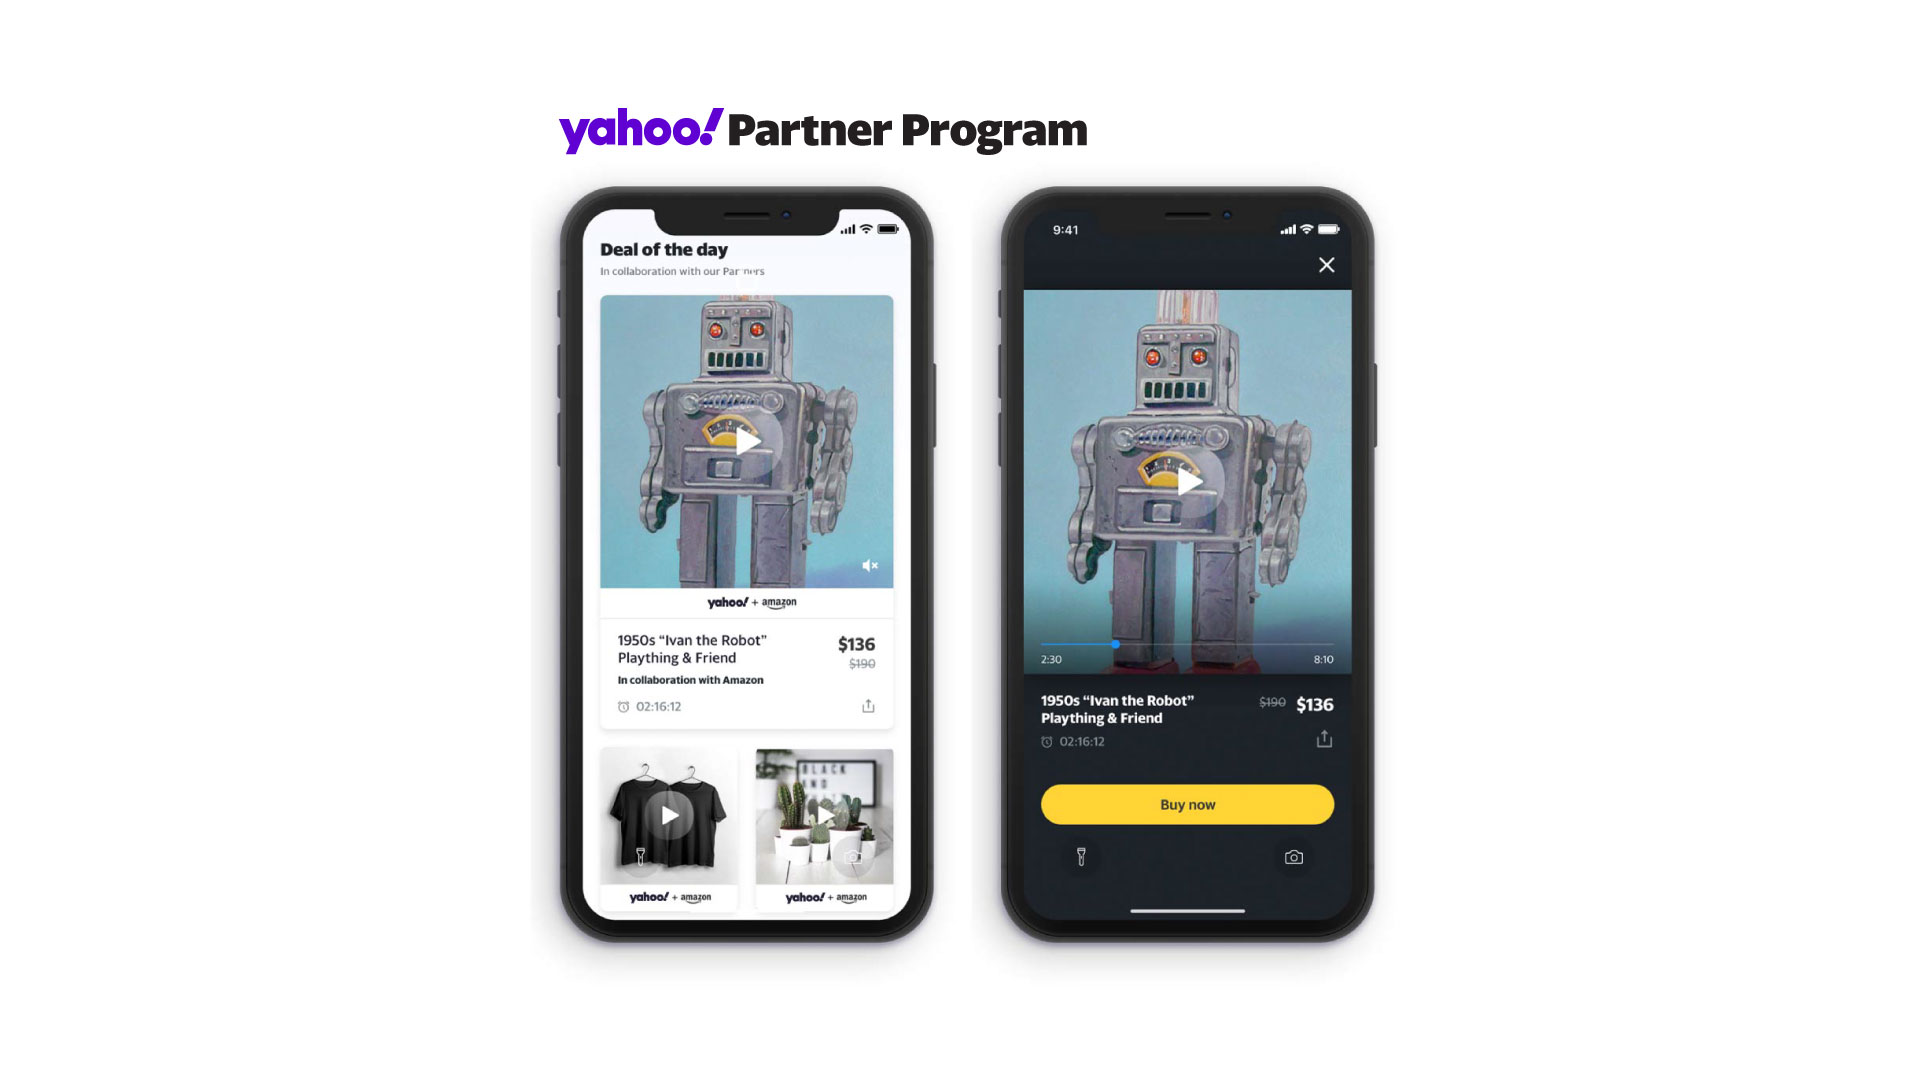 yahoo! Partner Program
Deal of the day
In collaboration with our Partners
yahoo! + amazon
1950s “Ivan the Robot”
Plaything & Friend
$136
$190
In collaboration with Amazon
02:16:12
BLACK
AND
yahoo! + amazon
yahoo! + amazon
9:41
2:30
8:10
1950s “Ivan the Robot”
Plaything & Friend
$190 $136
02:16:12
Buy now